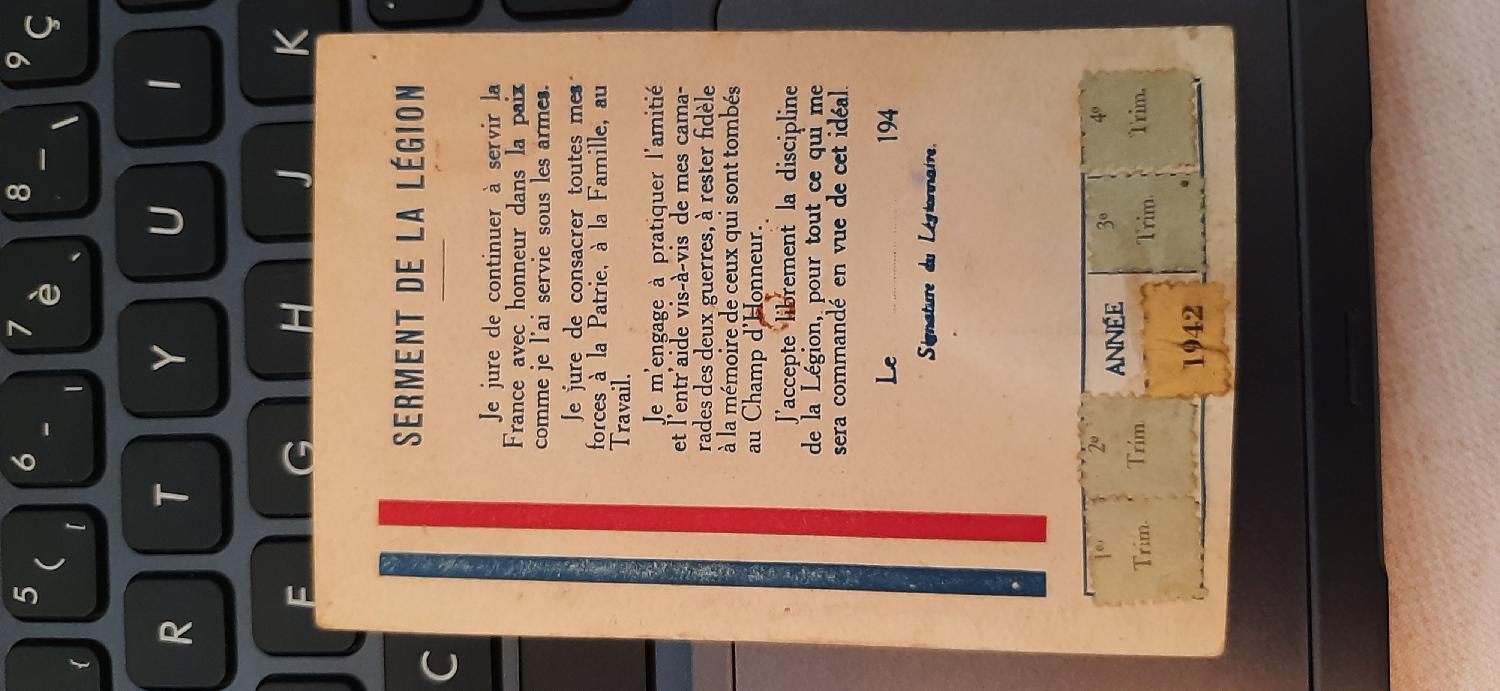 SERMENT DE LA LÉGION
Je jure de continuer à servir la
France avec honneur dans la paix
comme je l'ai servie sous les armes.
Je jure de consacrer toutes mes
forces à la Patrie, à la Famille, au
Travail.
Je m'engage à pratiquer l'amitié
et l'entr'aide vis-à-vis de mes cama-
rades des deux guerres, à rester fidèle
à la mémoire de ceux qui sont tombés
au Champ d'Honneur.
J'accepte librement la discipline
de la Légion, pour tout ce qui me
sera commandé en vue de cet idéal.
Le 194
Signature du Légionnaire,
1er Trim.
2e Trim.
ANNÉE
1942
3e Trim.
4e Trim.
5 ( [
6 - |
7 è `
8 _ \
9 ç
{
R T Y U I
F G H J K
C